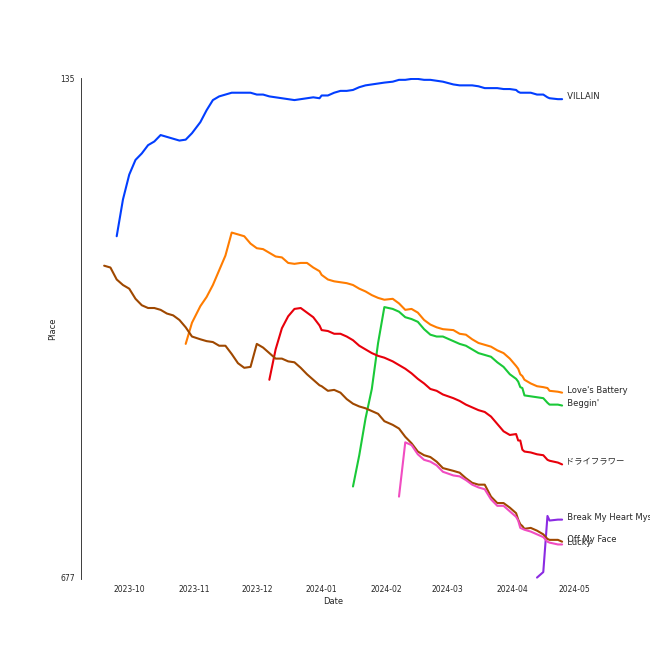 135
VILLAIN
Place
Love's Battery
Beggin'
ドライフラワー
Break My Heart Mys
Off My Face
Lucky
677
2023-10 2023-11 2023-12 2024-01 2024-02 2024-03 2024-04 2024-05
Date